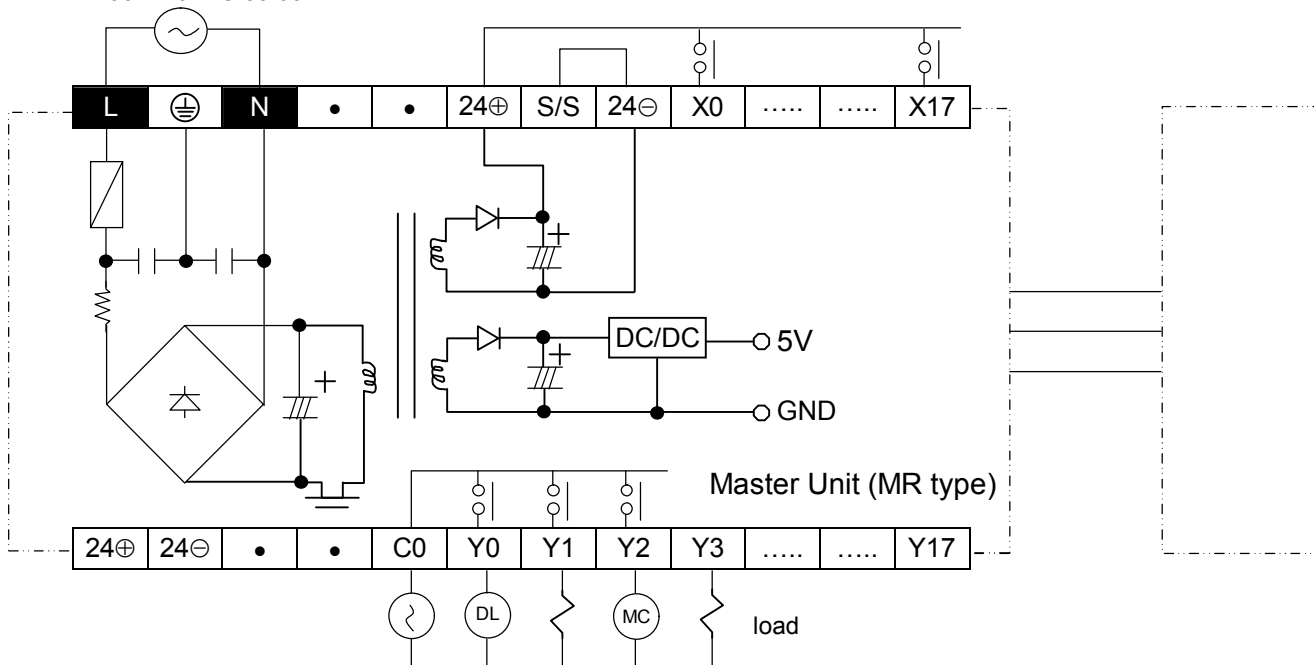 L N • • 24⊕ S/S 24⊖ X0 ..... ..... X17
+
DC/DC 5V
+
+
GND
Master Unit (MR type)
24⊕ 24⊖ • • C0 Y0 Y1 Y2 Y3 ..... ..... Y17
DL MC load